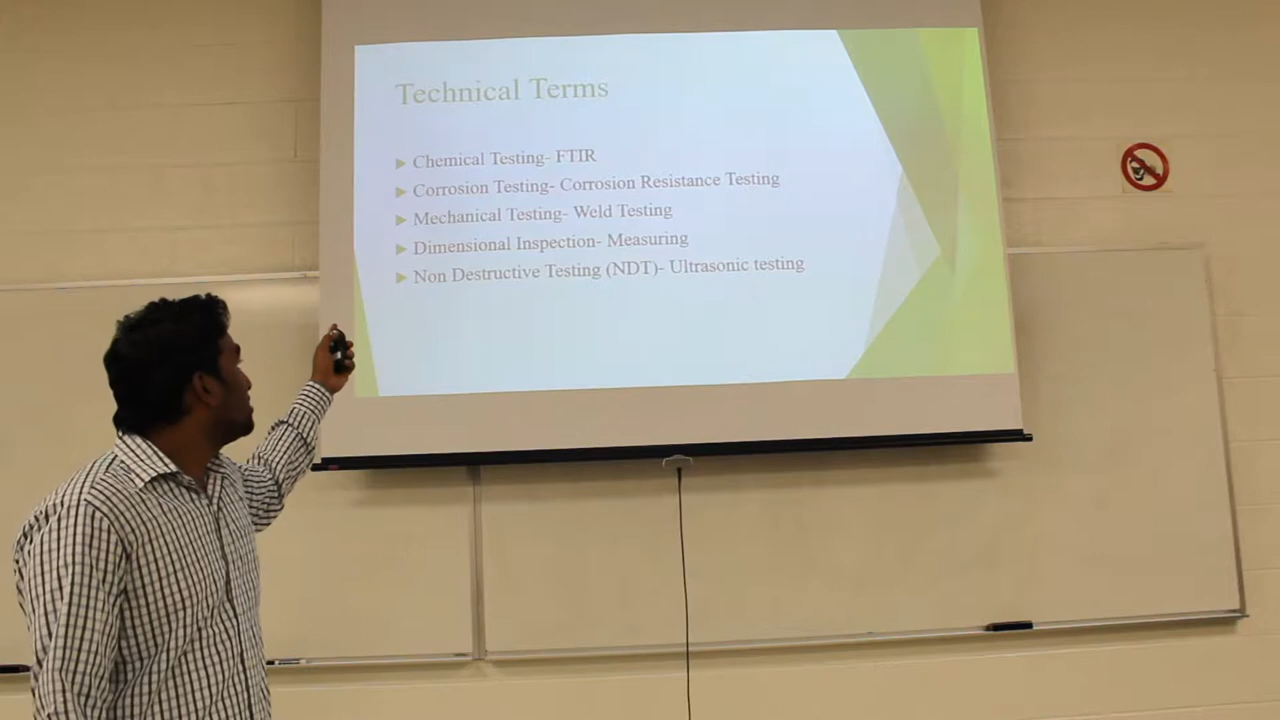 Technical Terms
Chemical Testing- FTIR
Corrosion Testing- Corrosion Resistance Testing
Mechanical Testing- Weld Testing
Dimensional Inspection- Measuring
Non Destructive Testing (NDT)- Ultrasonic testing